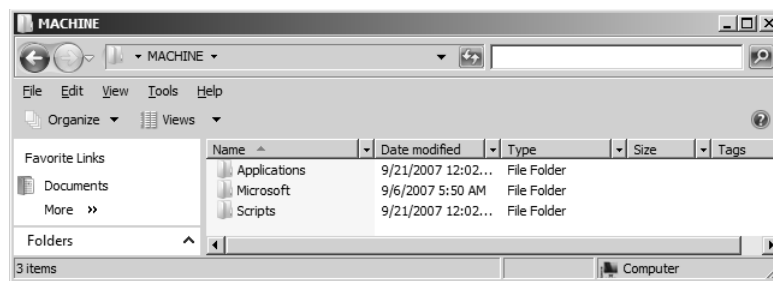 MACHINE
MACHINE
File Edit View Tools Help
Organize Views
Favorite Links
Documents
More »
Folders
Name Date modified Type Size Tags
Applications 9/21/2007 12:02... File Folder
Microsoft 9/6/2007 5:50 AM File Folder
Scripts 9/21/2007 12:02... File Folder
3 items Computer